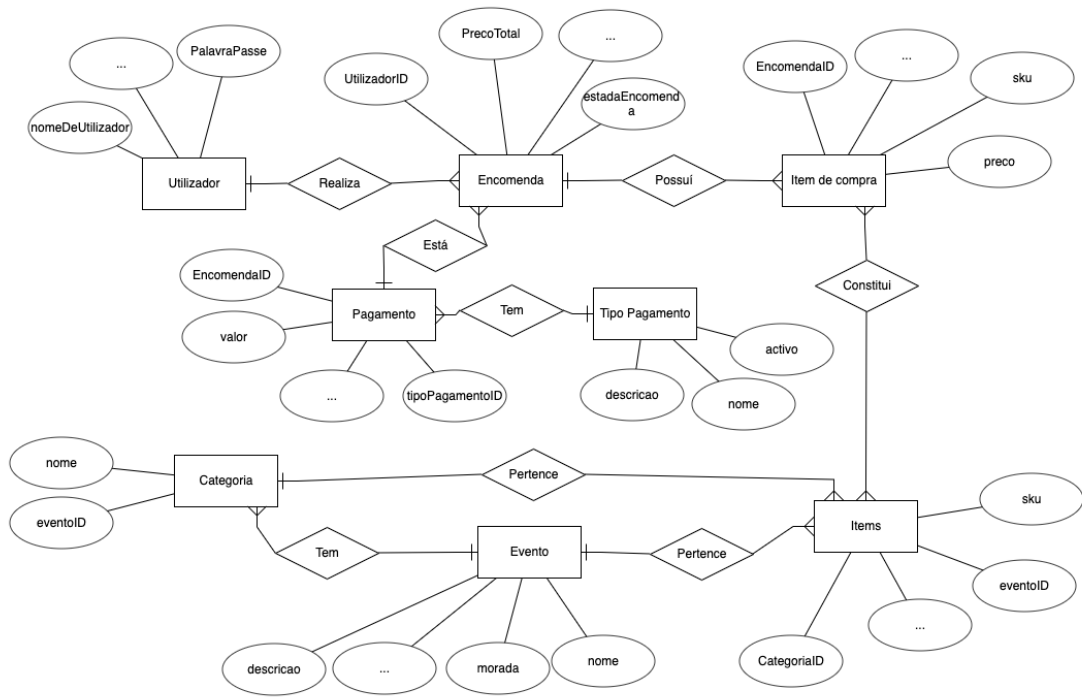 PrecoTotal
...
...
PalavraPasse
UtilizadorID
EncomendaID
...
sku
estadaEncomen
da
nomeDeUtilizador
Utilizador
Realiza
Encomenda
Possuí
Item de compra
preco
Está
EncomendaID
Constitui
Pagamento
Tem
Tipo Pagamento
valor
activo
...
tipoPagamentoID
descricao
nome
nome
Categoria
Pertence
sku
eventoID
Items
Tem
Evento
Pertence
eventoID
...
descricao
...
morada
nome
CategoriaID